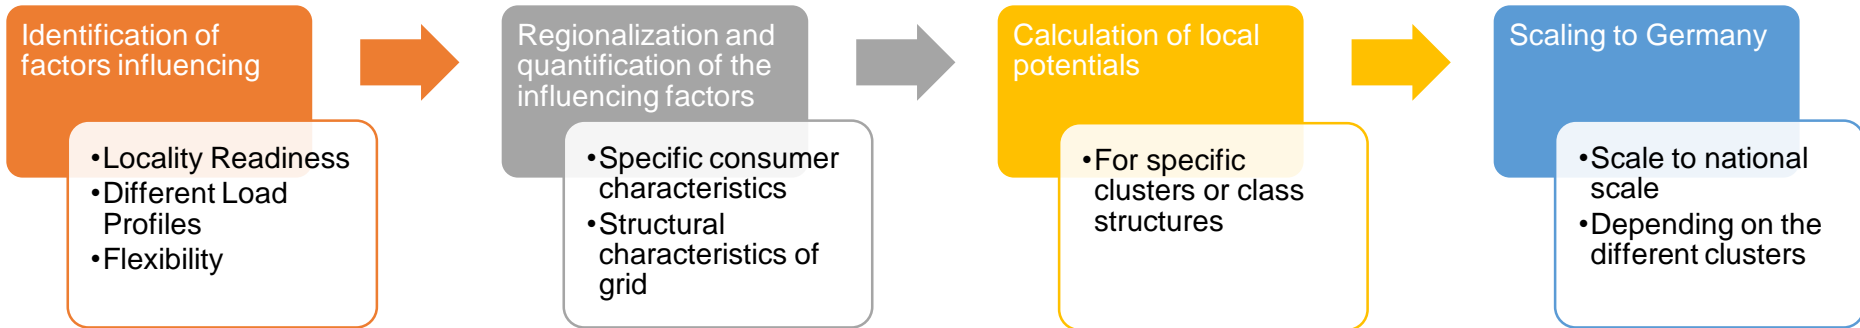 Identification of
factors influencing
•Locality Readiness
•Different Load
Profiles
•Flexibility
Regionalization and
quantification of the
influencing factors
•Specific consumer
characteristics
•Structural
characteristics of
grid
Calculation of local
potentials
•For specific
clusters or class
structures
Scaling to Germany
•Scale to national
scale
•Depending on the
different clusters